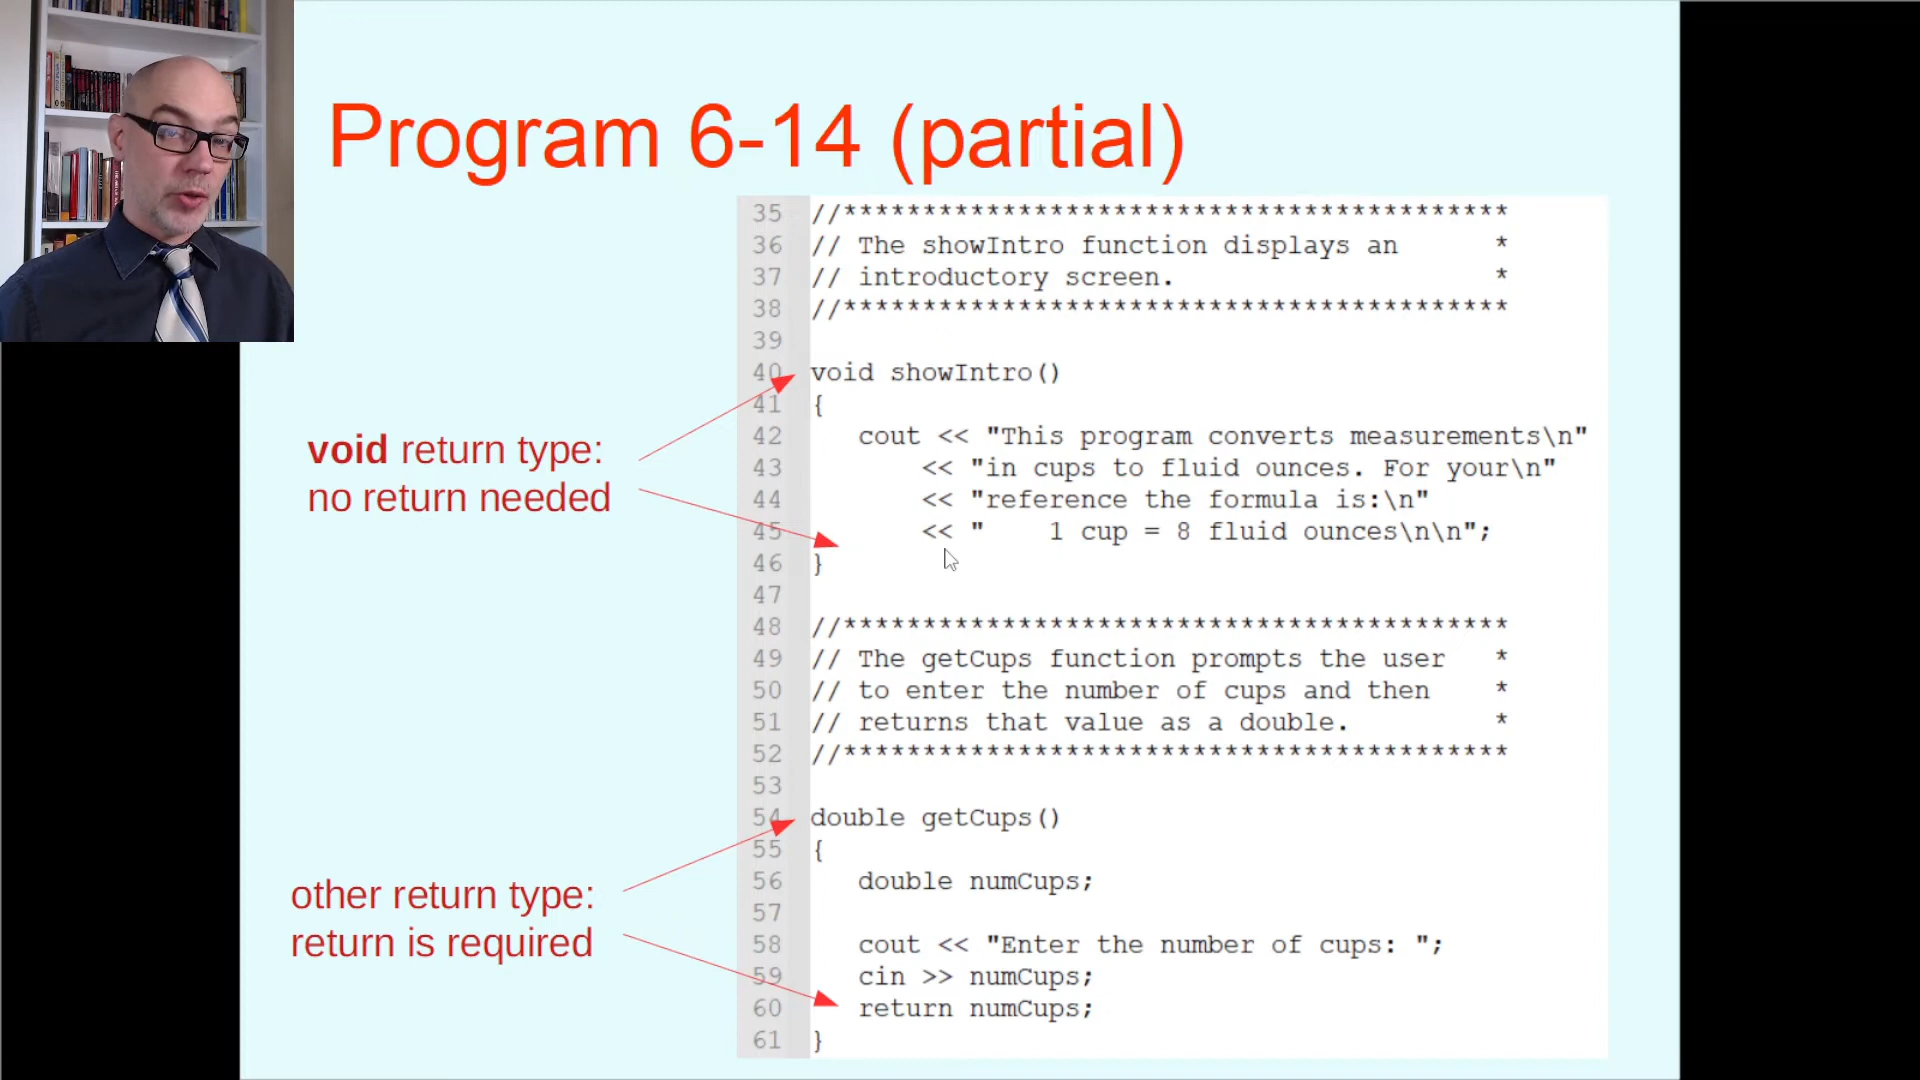 Program 6-14 (partial)
35 //******************************************
36 // The showIntro function displays an *
37 // introductory screen. *
38 //******************************************
39
40 void showIntro()
41 {
42 cout << "This program converts measurements\n"
43 << "in cups to fluid ounces. For your\n"
44 << "reference the formula is:\n"
45 << "    1 cup = 8 fluid ounces\n\n";
46 }
47
48 //******************************************
49 // The getCups function prompts the user *
50 // to enter the number of cups and then *
51 // returns that value as a double. *
52 //******************************************
53
54 double getCups()
55 {
56 double numCups;
57
58 cout << "Enter the number of cups: ";
59 cin >> numCups;
60 return numCups;
61 }
void return type:
no return needed
other return type:
return is required